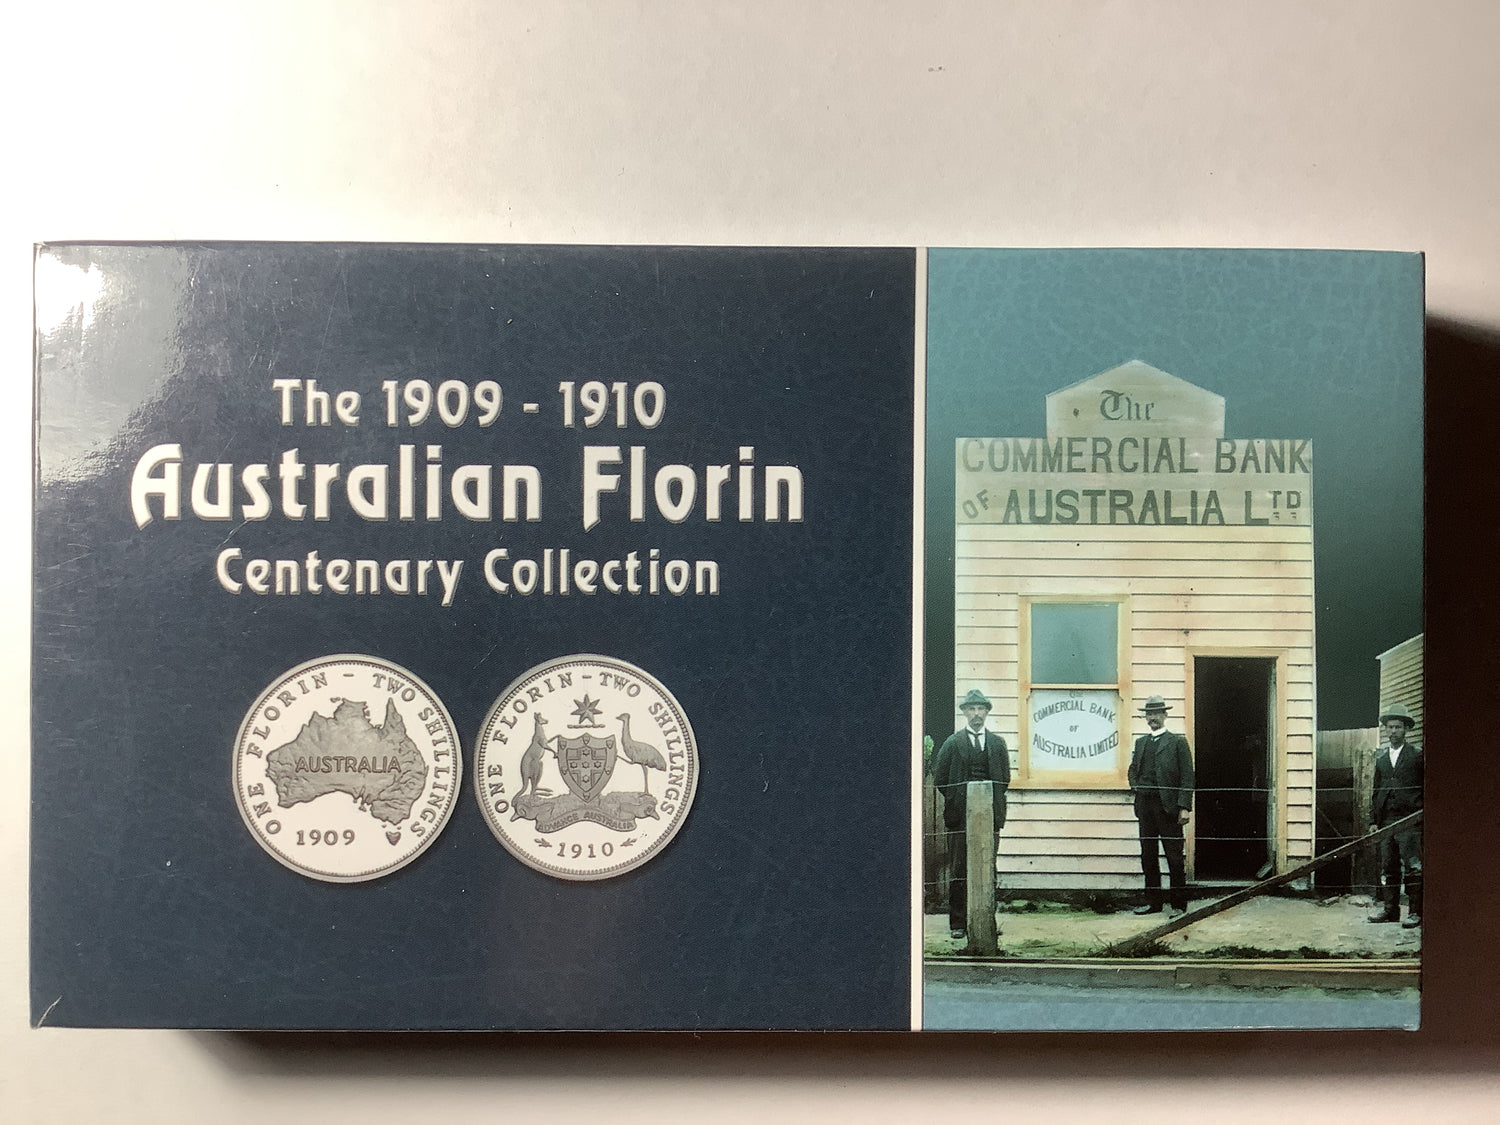 The 1909 - 1910
Australian Florin
Centenary Collection
ONE FLORIN - TWO SHILLINGS
AUSTRALIA
1909
ONE FLORIN - TWO SHILLINGS
ADVANCE AUSTRALIA
1910
The
COMMERCIAL BANK
OF AUSTRALIA LTD
The
COMMERCIAL BANK
OF
AUSTRALIA LIMITED